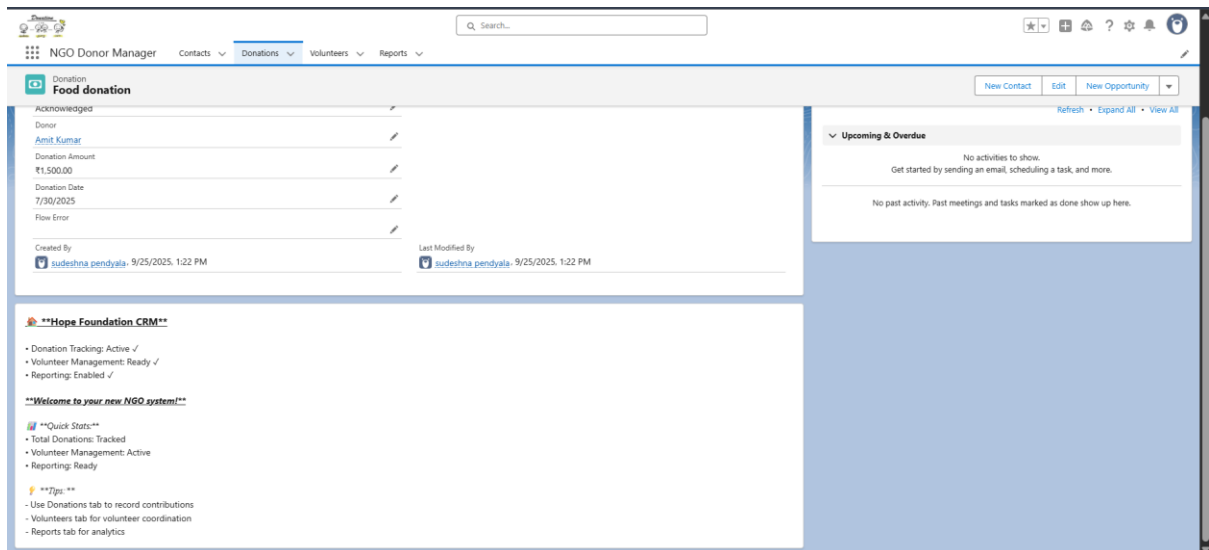 Donation
Search...
NGO Donor Manager
Contacts
Donations
Volunteers
Reports
Donation
Food donation
New Contact
Edit
New Opportunity
Acknowledged
Donor
Amit Kumar
Donation Amount
₹1,500.00
Donation Date
7/30/2025
Flow Error
Created By
sudeshna pendyala, 9/25/2025, 1:22 PM
Last Modified By
sudeshna pendyala, 9/25/2025, 1:22 PM
Refresh • Expand All • View All
Upcoming & Overdue
No activities to show.
Get started by sending an email, scheduling a task, and more.
No past activity. Past meetings and tasks marked as done show up here.
**Hope Foundation CRM**
• Donation Tracking: Active ✓
• Volunteer Management: Ready ✓
• Reporting: Enabled ✓
**Welcome to your new NGO system!**
**Quick Stats:**
• Total Donations: Tracked
• Volunteer Management: Active
• Reporting: Ready
**Tips: **
- Use Donations tab to record contributions
- Volunteers tab for volunteer coordination
- Reports tab for analytics